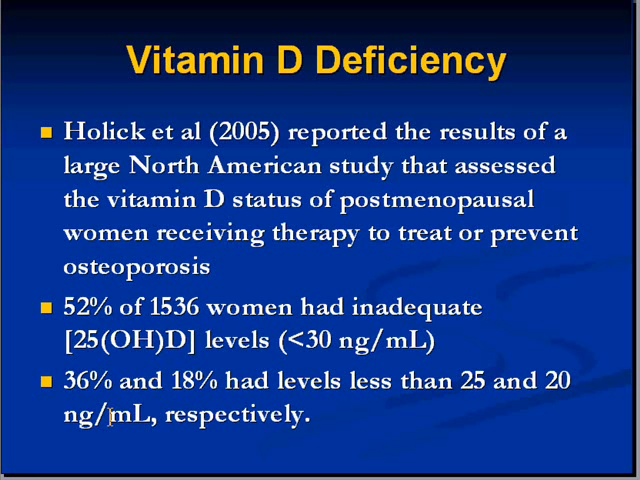 Vitamin D Deficiency
Holick et al (2005) reported the results of a
large North American study that assessed
the vitamin D status of postmenopausal
women receiving therapy to treat or prevent
osteoporosis
52% of 1536 women had inadequate
[25(OH)D] levels (<30 ng/mL)
36% and 18% had levels less than 25 and 20
ng/mL, respectively.